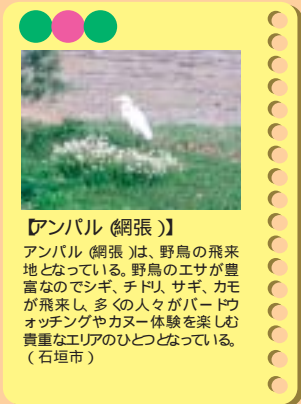 【アンパル（網張）】
アンパル（網張）は、野鳥の飛来
地となっている。野鳥のエサが豊
富なのでシギ、チドリ、サギ、カモ
が飛来し、多くの人々がバードウ
ォッチングやカヌー体験を楽しむ
貴重なエリアのひとつとなっている。
（石垣市）